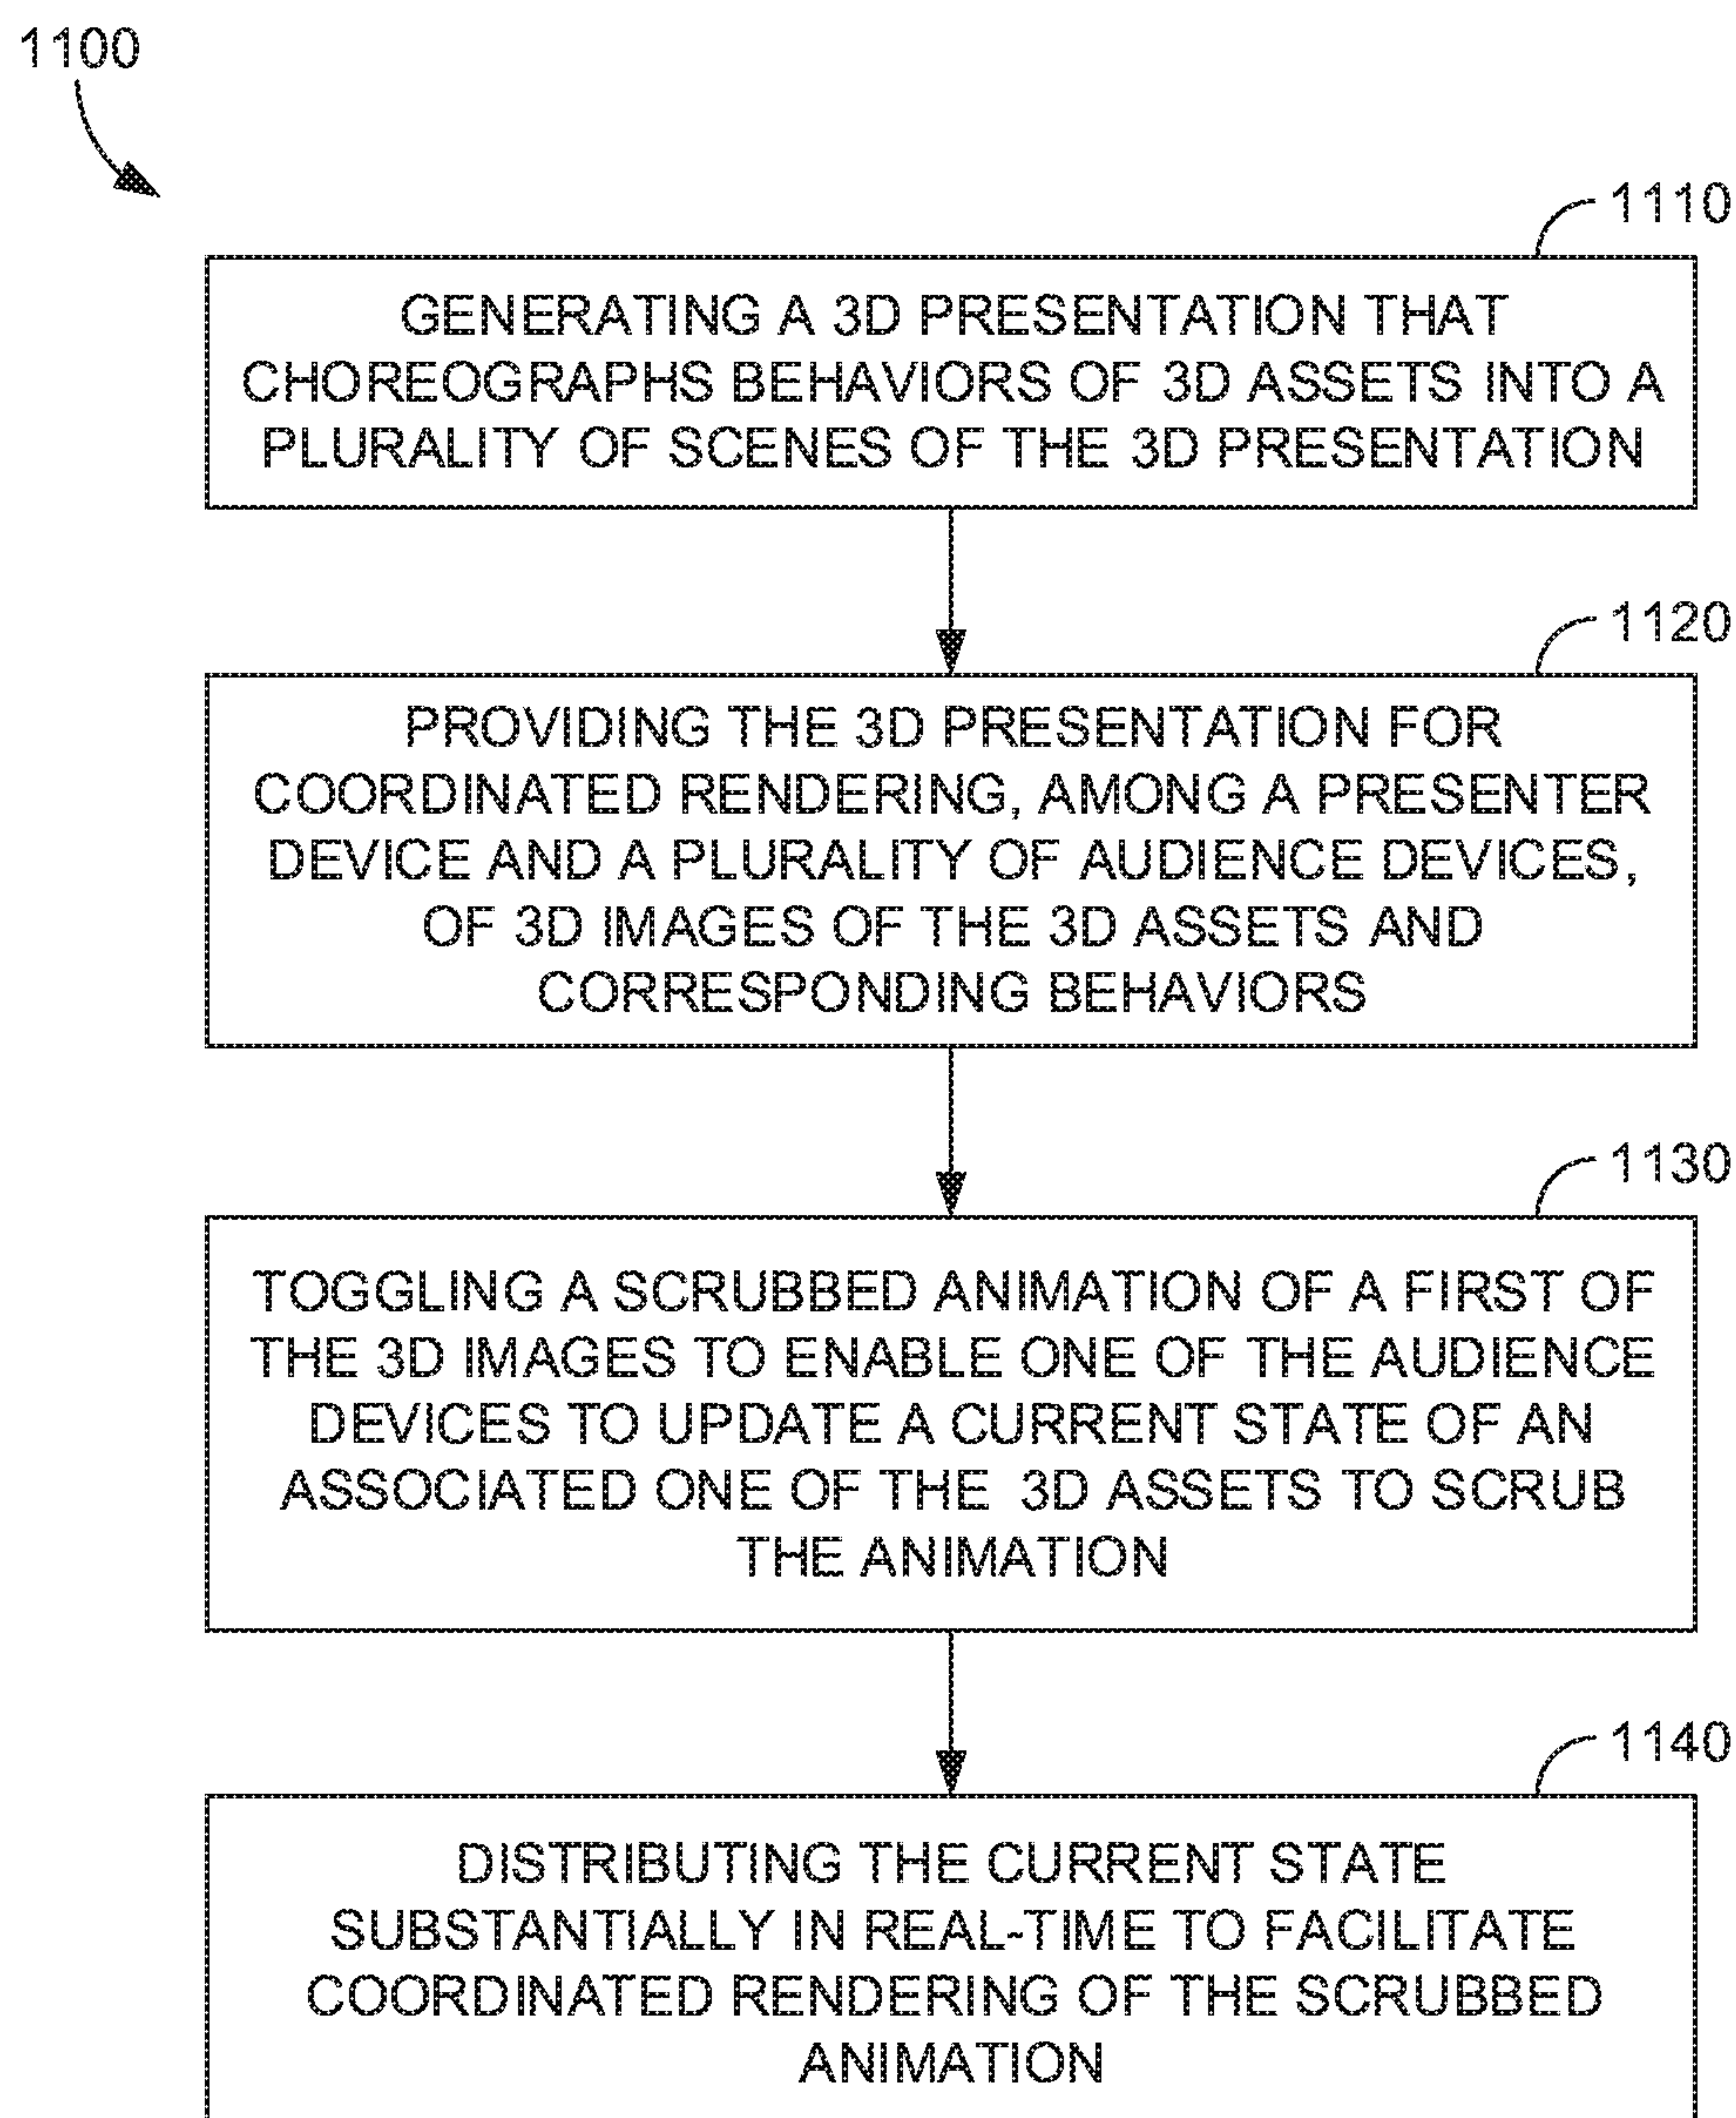 1100
1110
GENERATING A 3D PRESENTATION THAT
CHOREOGRAPHS BEHAVIORS OF 3D ASSETS INTO A
PLURALITY OF SCENES OF THE 3D PRESENTATION
1120
PROVIDING THE 3D PRESENTATION FOR
COORDINATED RENDERING, AMONG A PRESENTER
DEVICE AND A PLURALITY OF AUDIENCE DEVICES,
OF 3D IMAGES OF THE 3D ASSETS AND
CORRESPONDING BEHAVIORS
1130
TOGGLING A SCRUBBED ANIMATION OF A FIRST OF
THE 3D IMAGES TO ENABLE ONE OF THE AUDIENCE
DEVICES TO UPDATE A CURRENT STATE OF AN
ASSOCIATED ONE OF THE 3D ASSETS TO SCRUB
THE ANIMATION
1140
DISTRIBUTING THE CURRENT STATE
SUBSTANTIALLY IN REAL-TIME TO FACILITATE
COORDINATED RENDERING OF THE SCRUBBED
ANIMATION